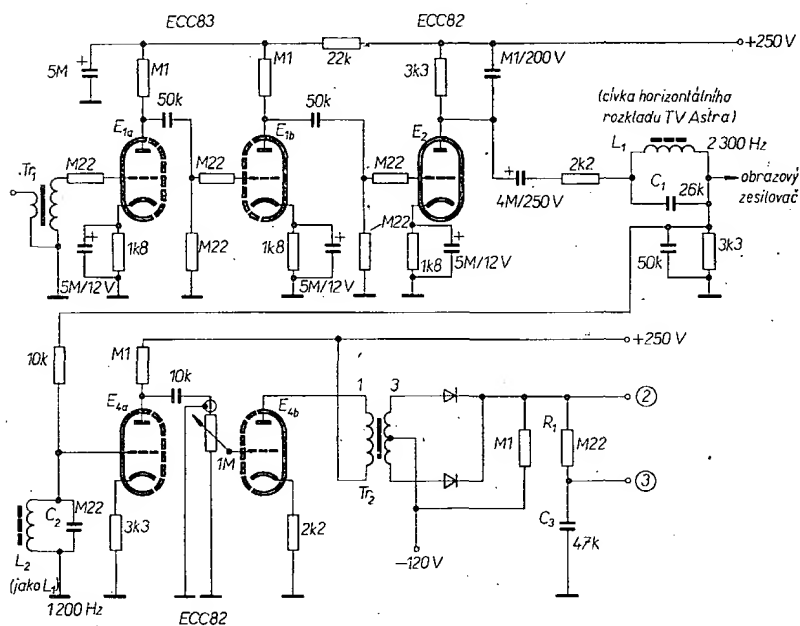 ECC83
ECC82
+250 V
5M
M1
M1
22k
3k3
M1/200 V
50k
50k
(cívka horizontálního
rozkladu TV Astra)
E1a
E1b
E2
L1
2 300 Hz
Tr1
M22
M22
M22
2k2
C1
26k
obrazový
zesilovač
4M/250 V
1k8
M22
1k8
M22
1k8
5M/12 V
50k
3k3
5M/12 V
5M/12 V
5M/12 V
+250 V
10k
M1
10k
E4a
E4b
1
3
2
R1
M1
M22
1M
Tr2
3
C2
M22
3k3
2k2
C3
47k
L2
(jako L1)
−120V
1200 Hz
ECC82